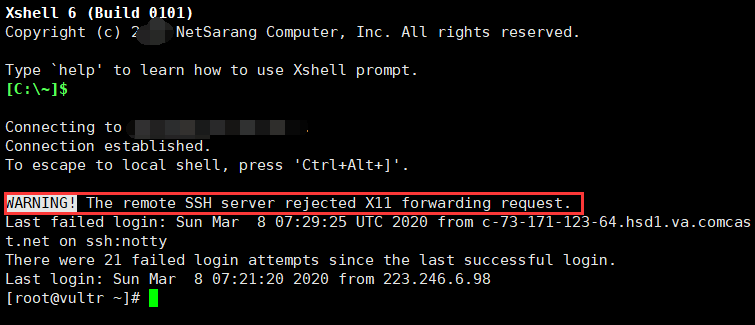 Xshell 6 (Build 0101)
Copyright (c) 2 NetSarang Computer, Inc. All rights reserved.
Type `help' to learn how to use Xshell prompt.
[C:\~]$
Connecting to .
Connection established.
To escape to local shell, press 'Ctrl+Alt+]'.
WARNING! The remote SSH server rejected X11 forwarding request.
Last failed login: Sun Mar  8 07:29:25 UTC 2020 from c-73-171-123-64.hsd1.va.comcas
t.net on ssh:notty
There were 21 failed login attempts since the last successful login.
Last login: Sun Mar  8 07:21:20 2020 from 223.246.6.98
[root@vultr ~]#